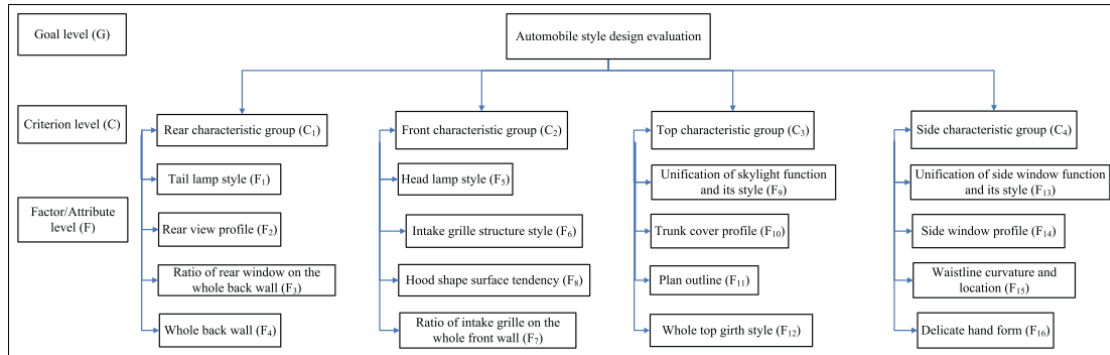 Goal level (G)
Automobile style design evaluation
Criterion level (C)
Rear characteristic group (C₁)
Front characteristic group (C₂)
Top characteristic group (C₃)
Side characteristic group (C₄)
Factor/Attribute
level (F)
Tail lamp style (F₁)
Rear view profile (F₂)
Ratio of rear window on the
whole back wall (F₃)
Whole back wall (F₄)
Head lamp style (F₅)
Intake grille structure style (F₆)
Hood shape surface tendency (F₈)
Ratio of intake grille on the
whole front wall (F₇)
Unification of skylight function
and its style (F₉)
Trunk cover profile (F₁₀)
Plan outline (F₁₁)
Whole top girth style (F₁₂)
Unification of side window function
and its style (F₁₃)
Side window profile (F₁₄)
Waistline curvature and
location (F₁₅)
Delicate hand form (F₁₆)